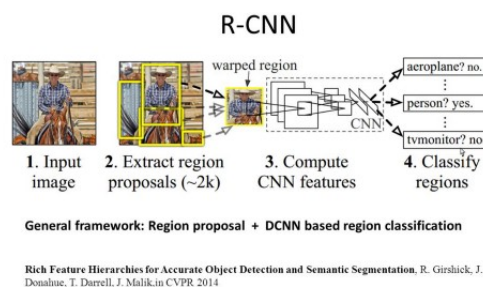 R-CNN
warped region
aeroplane? no.
person? yes.
CNN
tvmonitor? no.
1. Input
image
2. Extract region
proposals (~2k)
3. Compute
CNN features
4. Classify
regions
General framework: Region proposal + DCNN based region classification
Rich Feature Hierarchies for Accurate Object Detection and Semantic Segmentation, R. Girshick, J.
Donahue, T. Darrell, J. Malik,in CVPR 2014